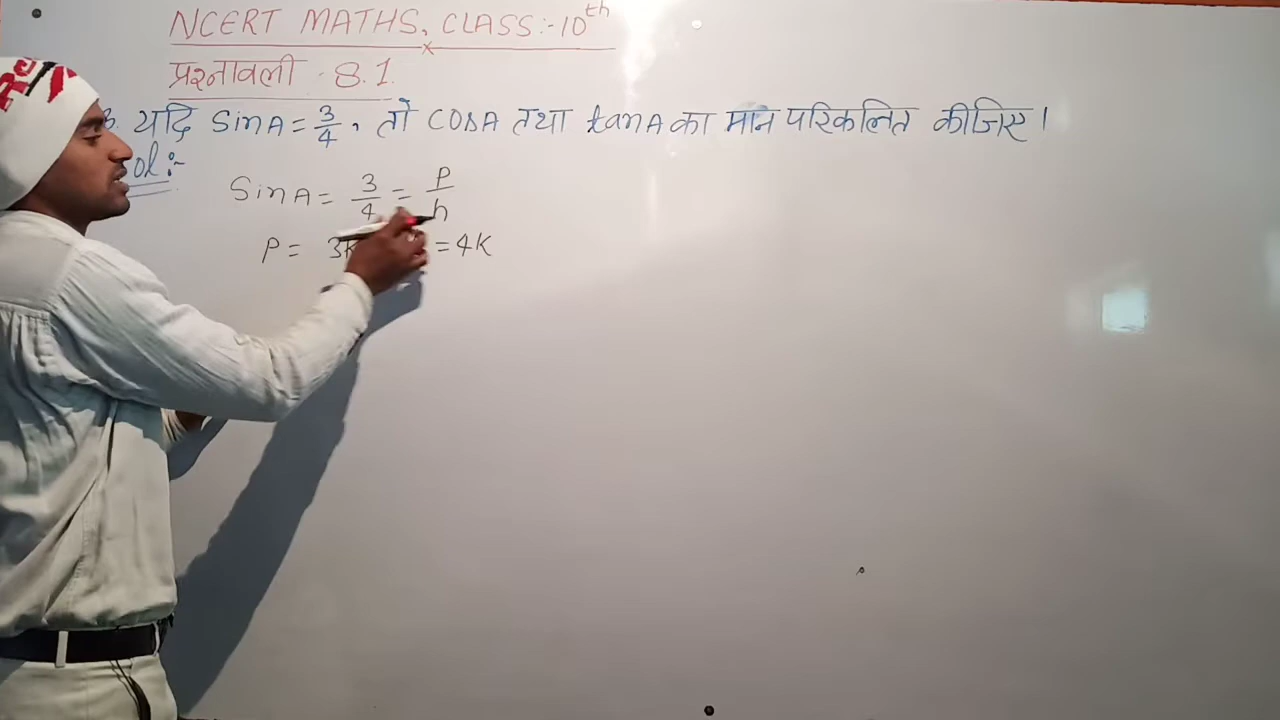 NCERT MATHS, CLASS:-10th
प्रश्नावली 8.1.
यदि SinA = 3/4, तो COSA तथा tanA का मान परिकलित कीजिए।
SinA = 3/4 = P/h
P = 3K = 4K